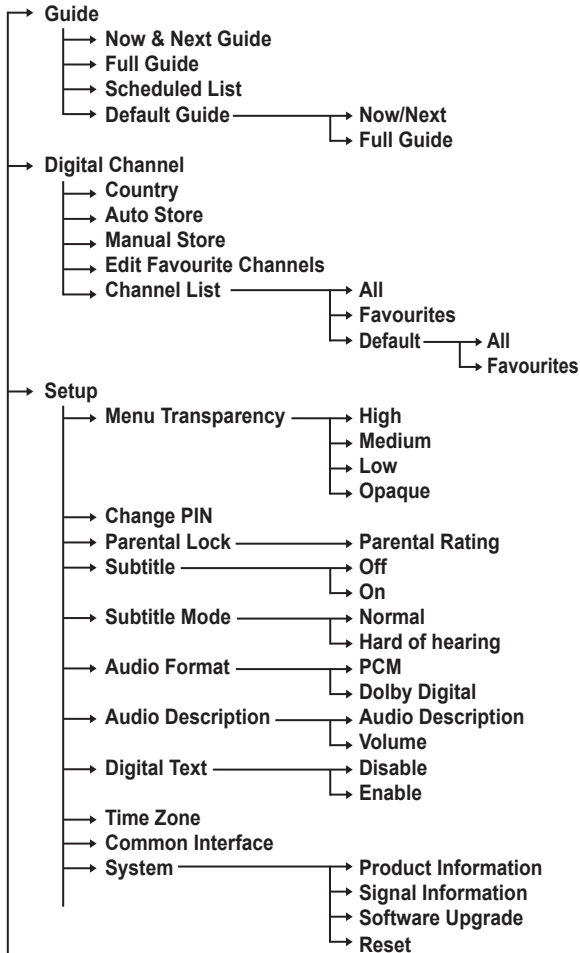 Guide
Now & Next Guide
Full Guide
Scheduled List
Default Guide Now/Next
Full Guide
Digital Channel
Country
Auto Store
Manual Store
Edit Favourite Channels
Channel List All
Favourites
Default All
Favourites
Setup
Menu Transparency High
Medium
Low
Opaque
Change PIN
Parental Lock Parental Rating
Subtitle Off
On
Subtitle Mode Normal
Hard of hearing
Audio Format PCM
Dolby Digital
Audio Description Audio Description
Volume
Digital Text Disable
Enable
Time Zone
Common Interface
System Product Information
Signal Information
Software Upgrade
Reset